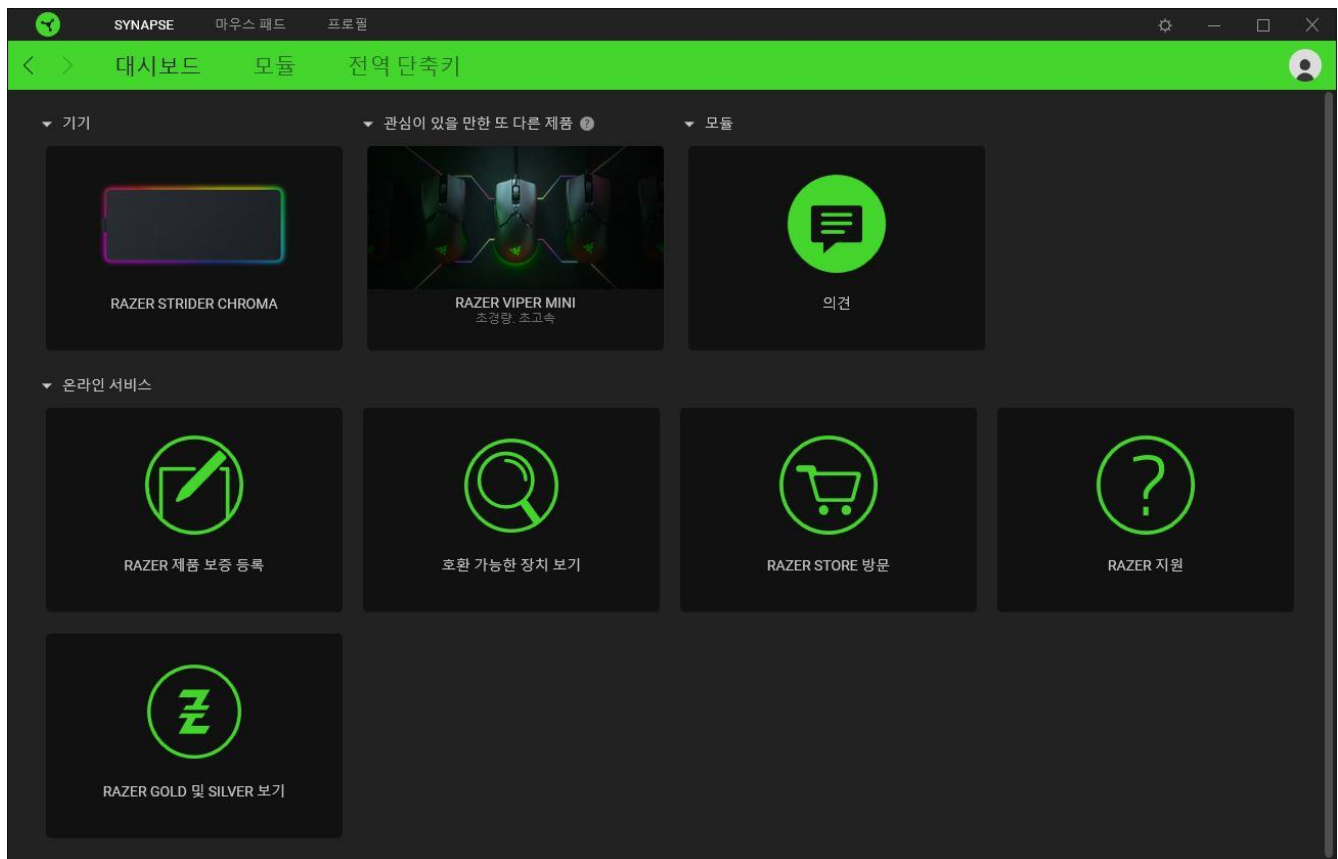 SYNAPSE 마우스 패드 프로필
대시보드 모듈 전역 단축키
기기
관심이 있을 만한 또 다른 제품 ?
모듈
RAZER STRIDER CHROMA
RAZER VIPER MINI
초경량. 초고속
의견
온라인 서비스
RAZER 제품 보증 등록
호환 가능한 장치 보기
RAZER STORE 방문
RAZER 지원
RAZER GOLD 및 SILVER 보기